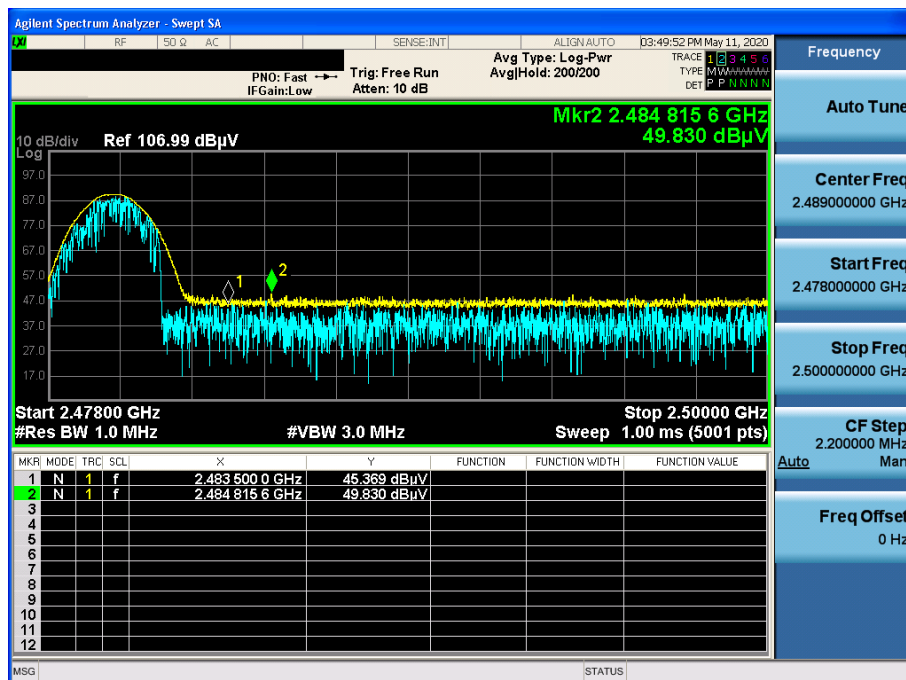 Agilent Spectrum Analyzer - Swept SA
LXI RF 50 Ω AC SENSE:INT ALIGN AUTO 03:49:52 PM May 11, 2020
PNO: Fast
IFGain:Low
Trig: Free Run
Atten: 10 dB
Avg Type: Log-Pwr
Avg|Hold: 200/200
TRACE 1 2 3 4 5 6
TYPE MWWWWW
DET P P N N N N
Mkr2 2.484 815 6 GHz
49.830 dBµV
10 dB/div Ref 106.99 dBµV
Log
97.0
87.0
77.0
67.0
57.0
47.0
37.0
27.0
17.0
1
2
Start 2.47800 GHz Stop 2.50000 GHz
#Res BW 1.0 MHz #VBW 3.0 MHz Sweep 1.00 ms (5001 pts)
MKR MODE TRC SCL X Y FUNCTION FUNCTION WIDTH FUNCTION VALUE
1 N 1 f 2.483 500 0 GHz 45.369 dBµV
2 N 1 f 2.484 815 6 GHz 49.830 dBµV
3
4
5
6
7
8
9
10
11
12
MSG STATUS
Frequency
Auto Tune
Center Freq
2.489000000 GHz
Start Freq
2.478000000 GHz
Stop Freq
2.500000000 GHz
CF Step
2.200000 MHz
Auto Man
Freq Offset
0 Hz